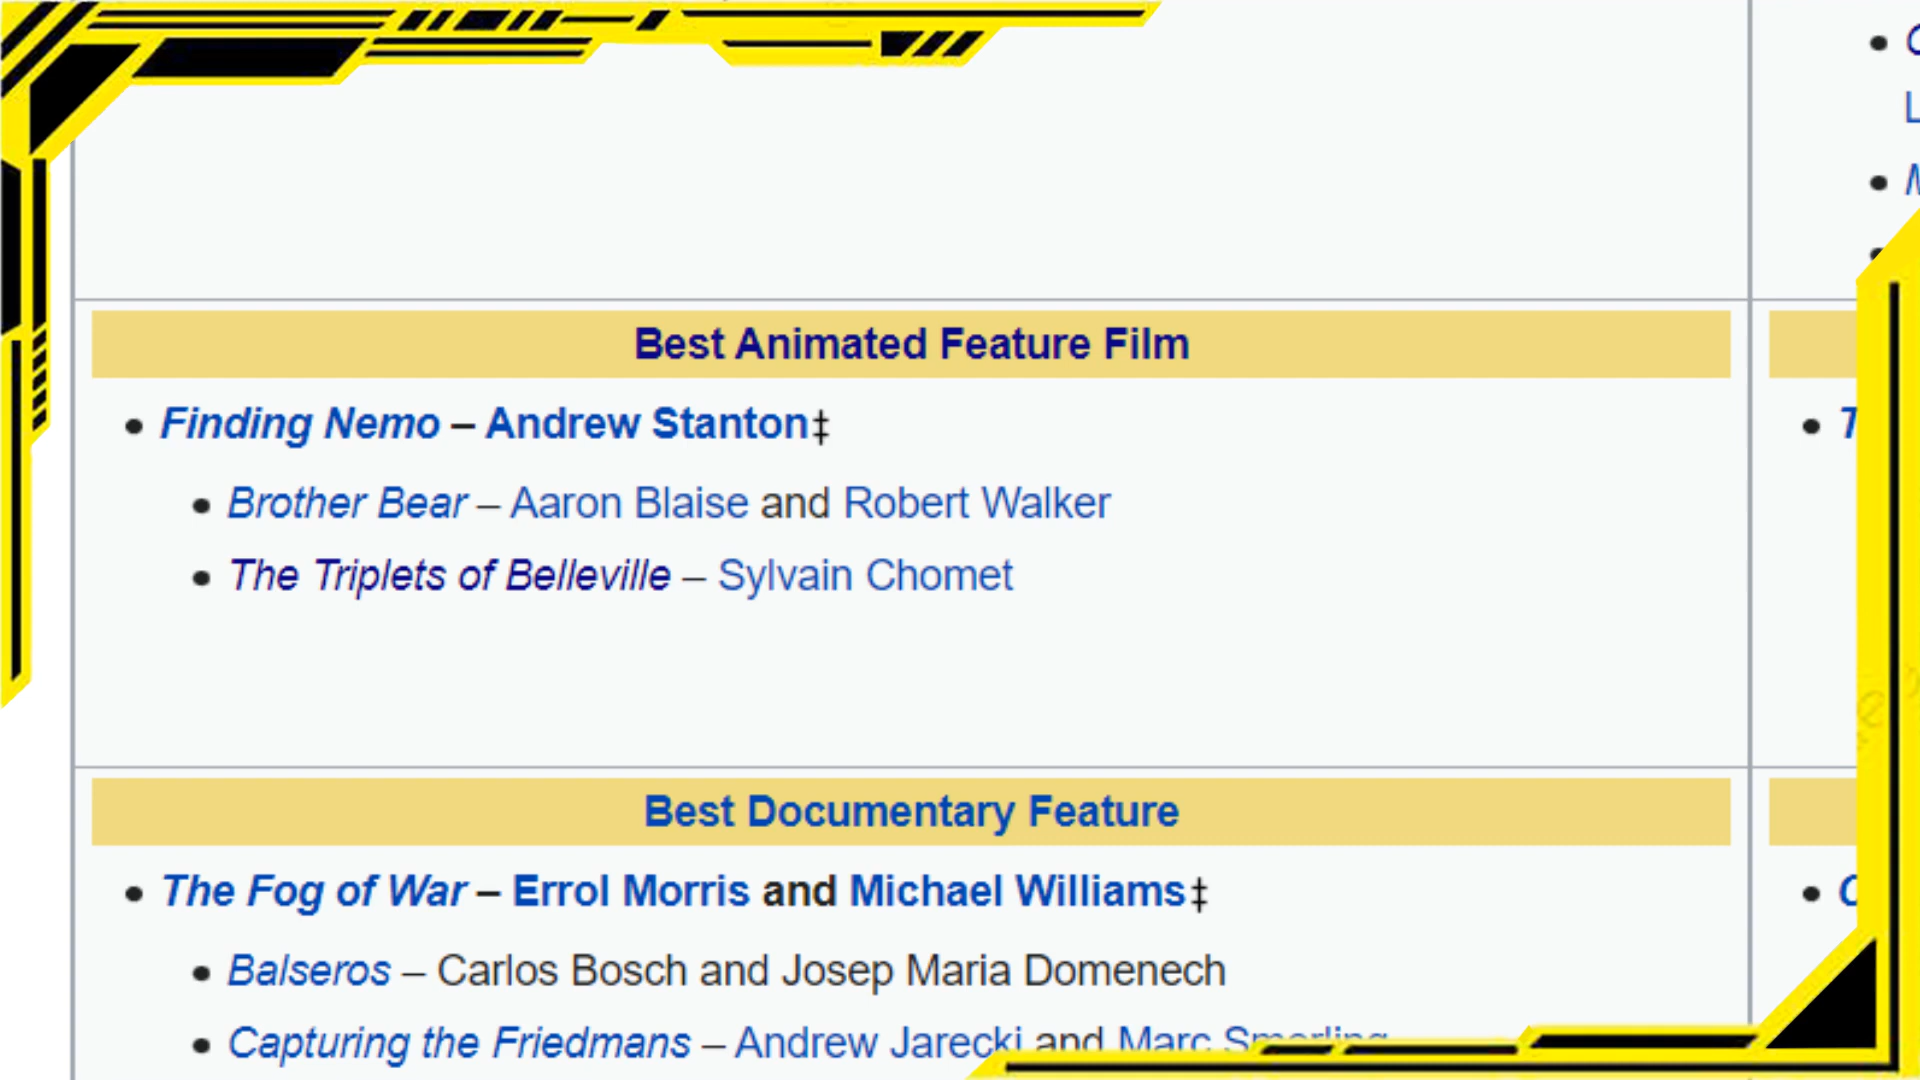 Best Animated Feature Film
Finding Nemo – Andrew Stanton‡
Brother Bear – Aaron Blaise and Robert Walker
The Triplets of Belleville – Sylvain Chomet
Best Documentary Feature
The Fog of War – Errol Morris and Michael Williams‡
Balseros – Carlos Bosch and Josep Maria Domenech
Capturing the Friedmans – Andrew Jarecki and Marc Smerling